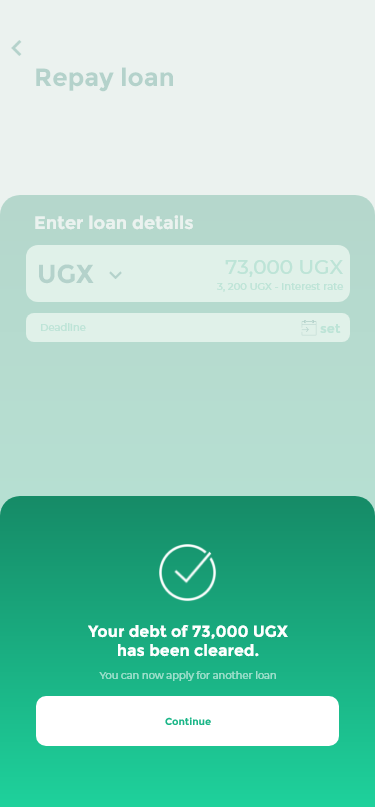 Repay loan
Enter loan details
UGX
73,000 UGX
3, 200 UGX - Interest rate
Deadline
set
Your debt of 73,000 UGX
has been cleared.
You can now apply for another loan
Continue